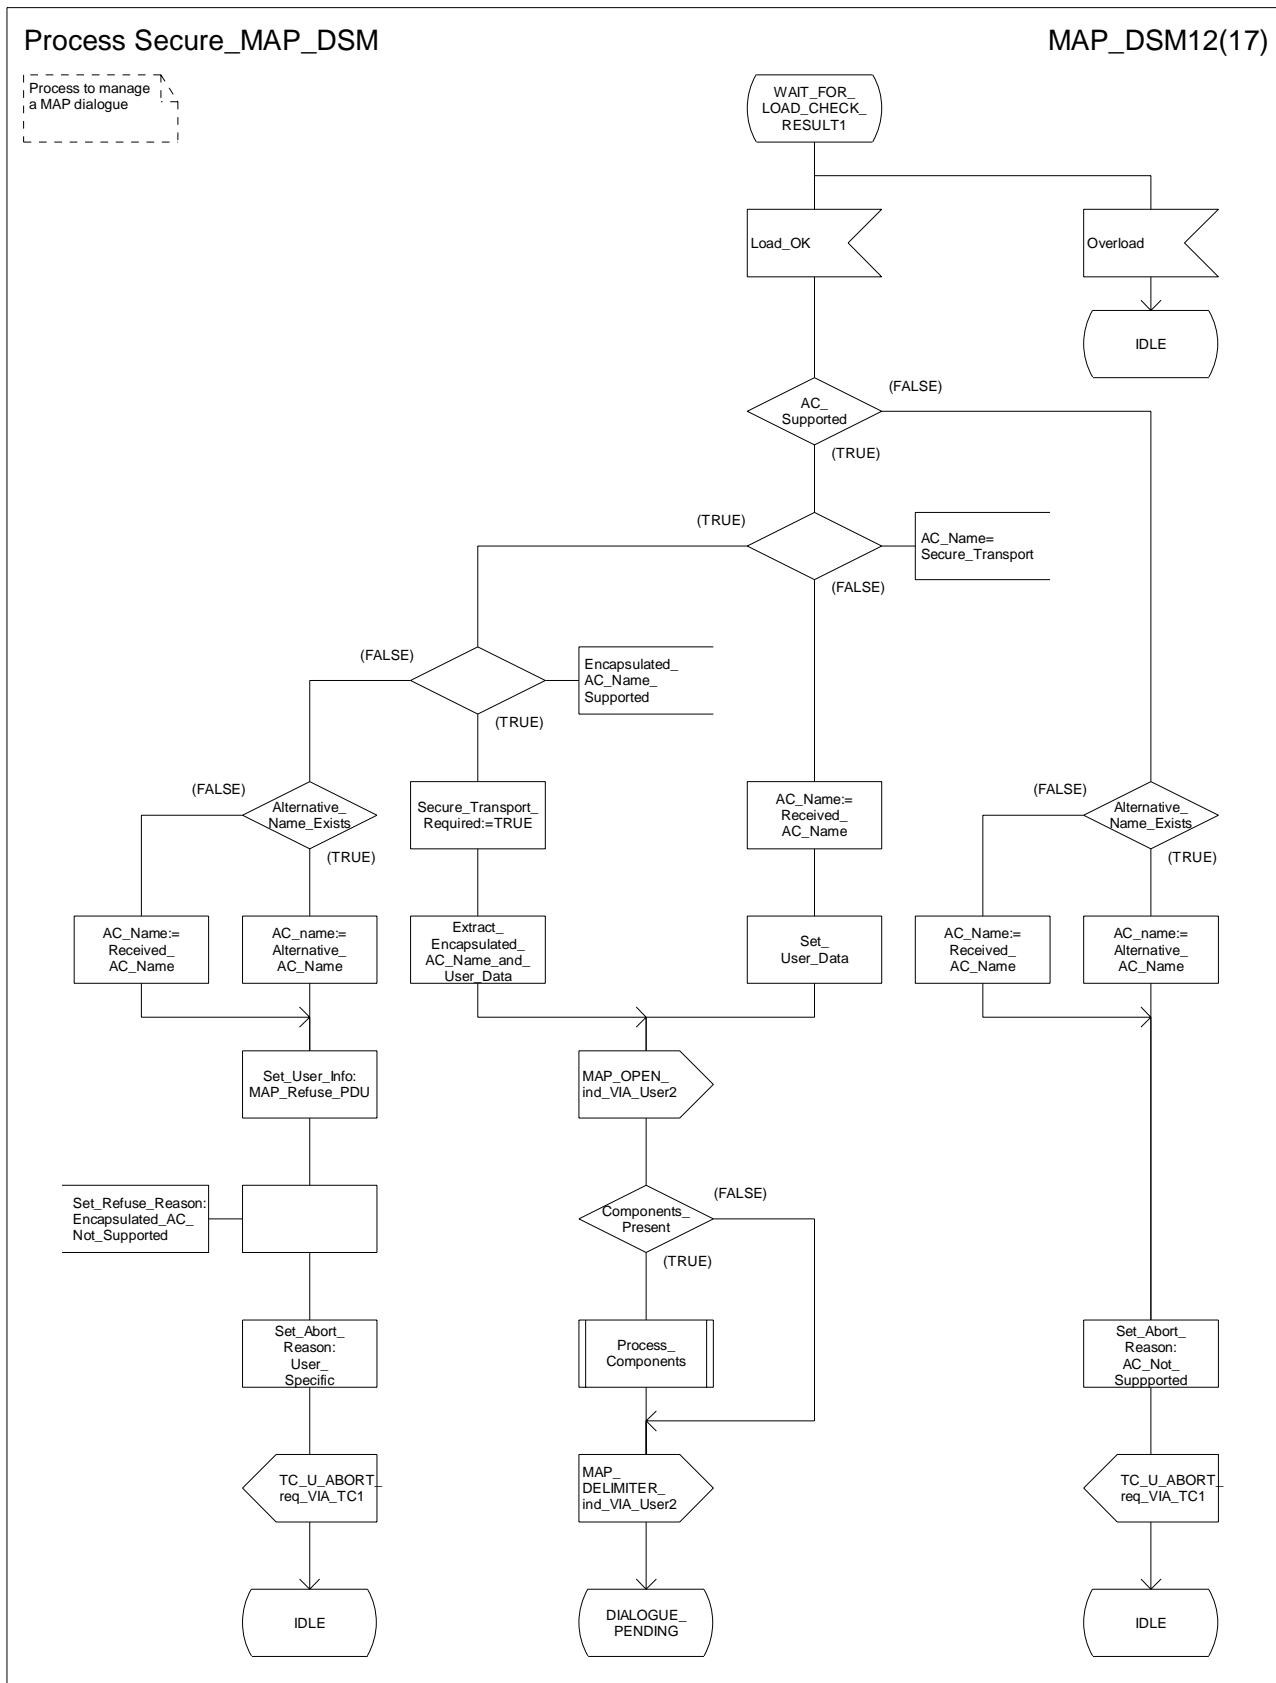 Process Secure_MAP_DSM
MAP_DSM12(17)
Process to manage
a MAP dialogue
WAIT_FOR_
LOAD_CHECK_
RESULT1
Load_OK
Overload
IDLE
AC_
Supported
(FALSE)
(TRUE)
(TRUE)
AC_Name=
Secure_Transport
(FALSE)
(FALSE)
Encapsulated_
AC_Name_
Supported
(TRUE)
(FALSE)
Alternative_
Name_Exists
(TRUE)
Secure_Transport_
Required:=TRUE
AC_Name:=
Received_
AC_Name
(FALSE)
Alternative_
Name_Exists
(TRUE)
AC_Name:=
Received_
AC_Name
AC_name:=
Alternative_
AC_Name
Extract_
Encapsulated_
AC_Name_and_
User_Data
Set_
User_Data
AC_Name:=
Received_
AC_Name
AC_name:=
Alternative_
AC_Name
Set_User_Info:
MAP_Refuse_PDU
MAP_OPEN_
ind_VIA_User2
Set_Refuse_Reason:
Encapsulated_AC_
Not_Supported
Components_
Present
(FALSE)
(TRUE)
Set_Abort_
Reason:
User_
Specific
Process_
Components
Set_Abort_
Reason:
AC_Not_
Suppported
TC_U_ABORT_
req_VIA_TC1
MAP_
DELIMITER_
ind_VIA_User2
TC_U_ABORT_
req_VIA_TC1
IDLE
DIALOGUE_
PENDING
IDLE